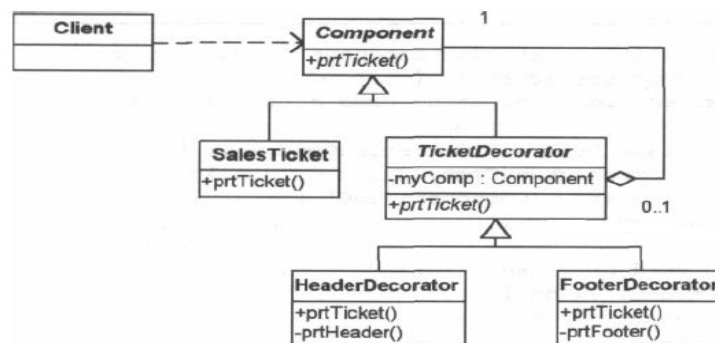 Client
Component
1
+prtTicket()
SalesTicket
+prtTicket()
TicketDecorator
-myComp : Component
+prtTicket()
0..1
HeaderDecorator
+prtTicket()
-prtHeader()
FooterDecorator
+prtTicket()
-prtFooter()